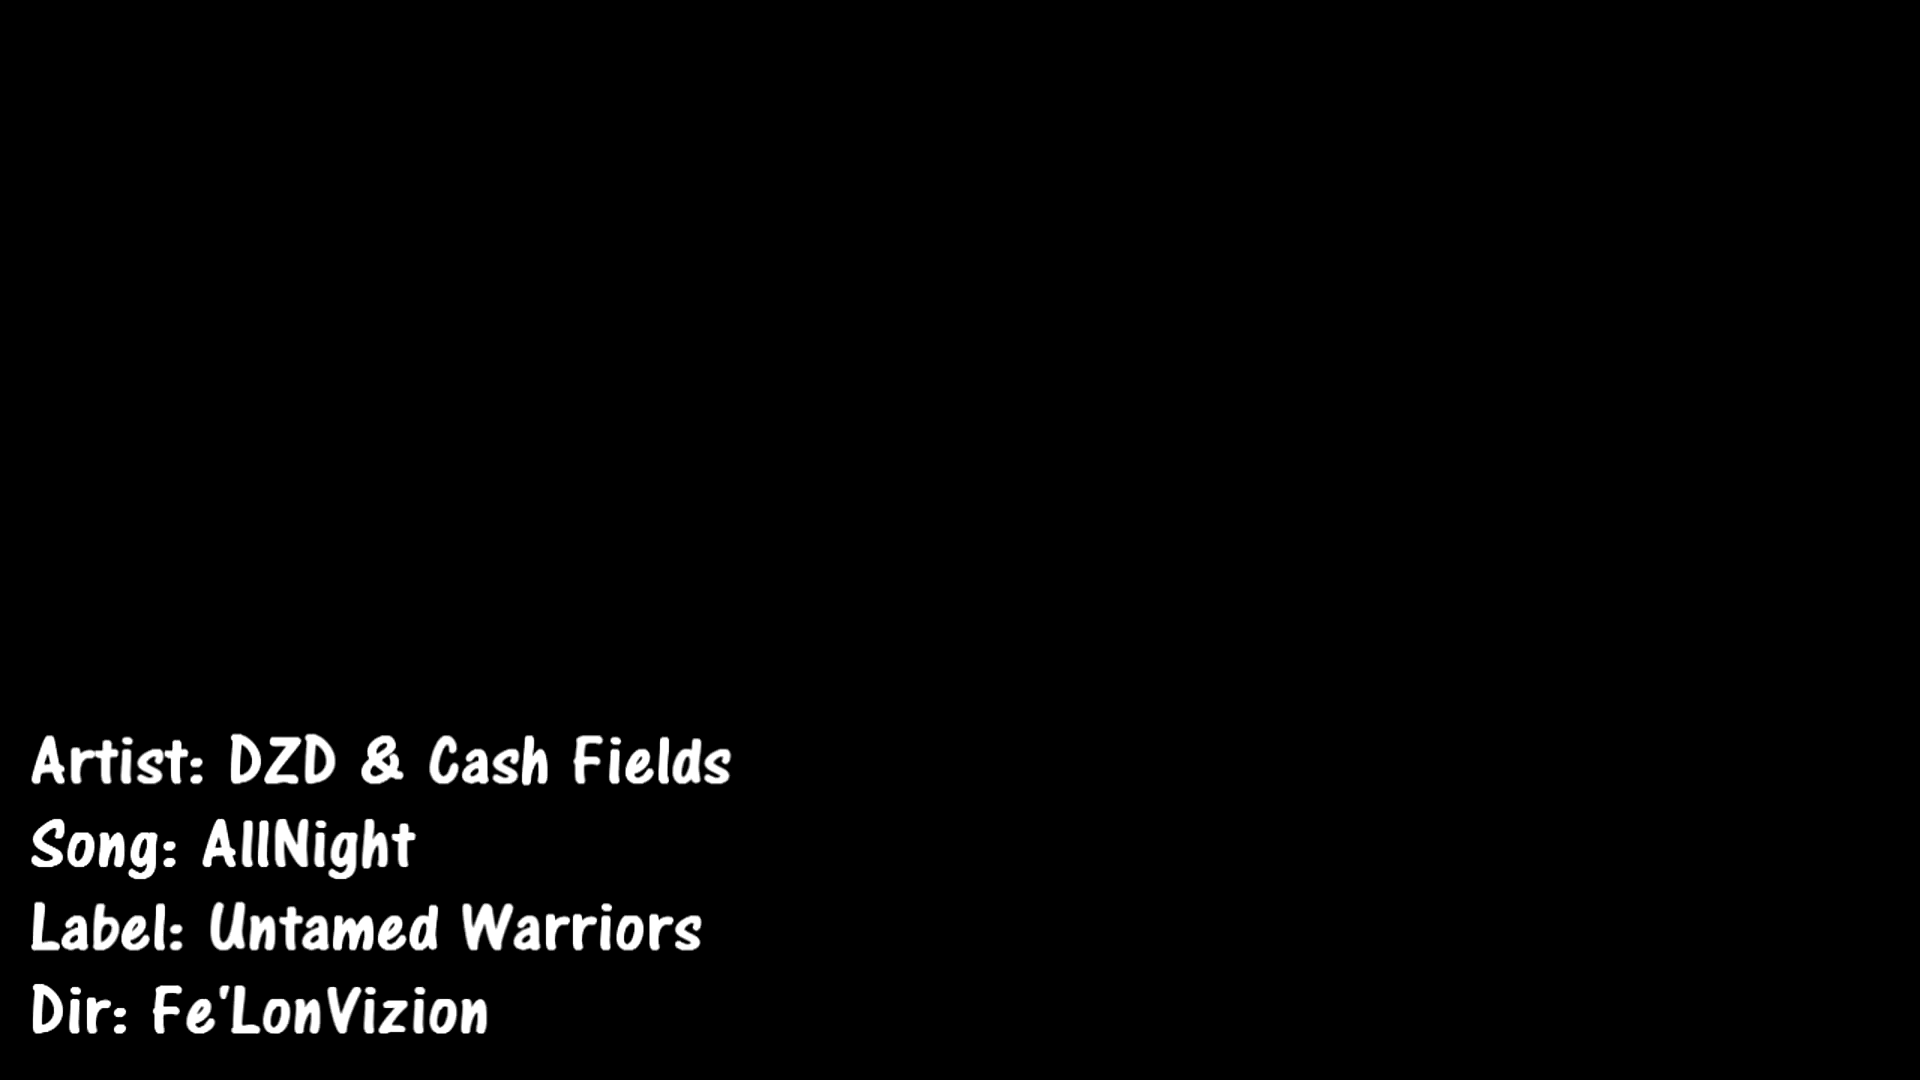 Artist: DZD & Cash Fields
Song: AllNight
Label: Untamed Warriors
Dir: Fe'LonVizion